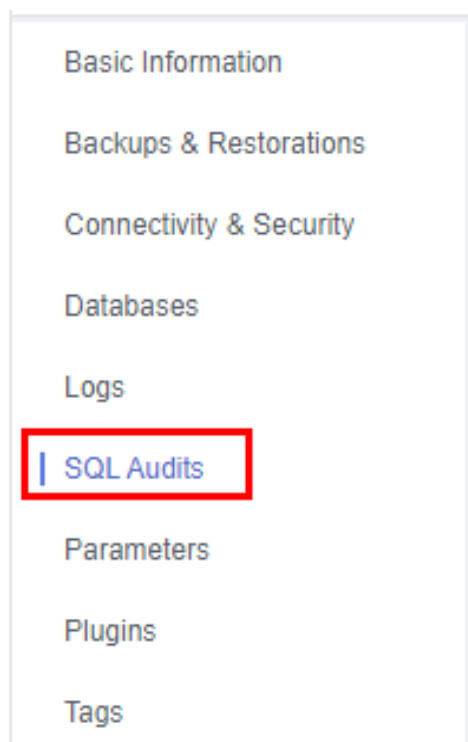 Basic Information
Backups & Restorations
Connectivity & Security
Databases
Logs
SQL Audits
Parameters
Plugins
Tags